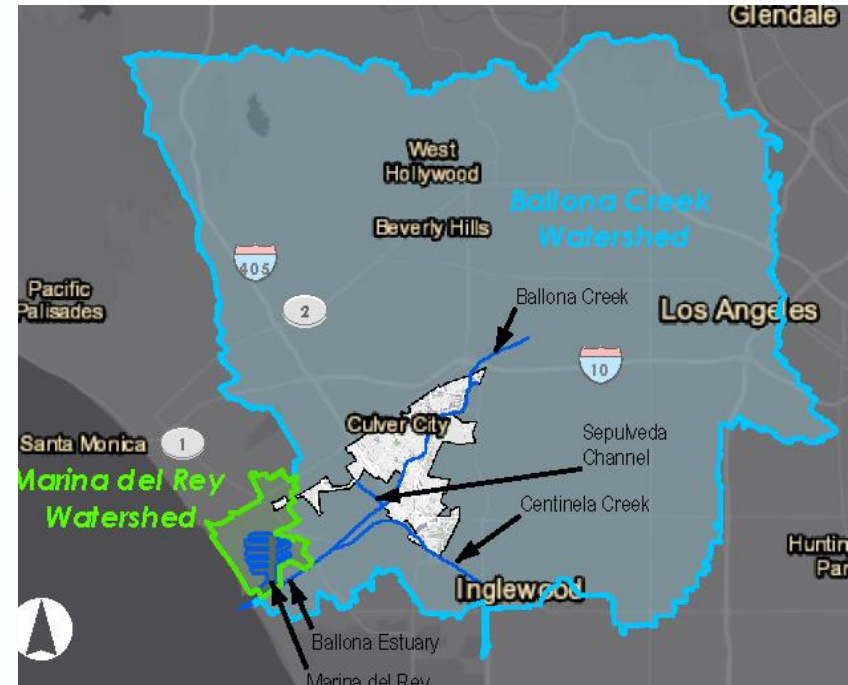 Glendale
West
Hollywood
Ballona Creek
Watershed
Beverly Hills
405
Pacific
Palisades
2
Ballona Creek
Los Angeles
10
Culver City
Sepulveda
Channel
Santa Monica
1
Marina del Rey
Watershed
Centinela Creek
Huntin
Par
Inglewood
Ballona Estuary
Marina del Rey